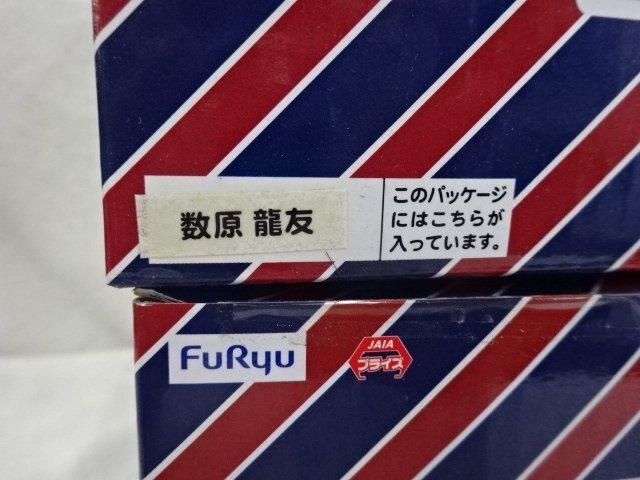 数原 龍友
このパッケージ
にはこちらが
入っています。
FuRyu
JAIA
プライズ